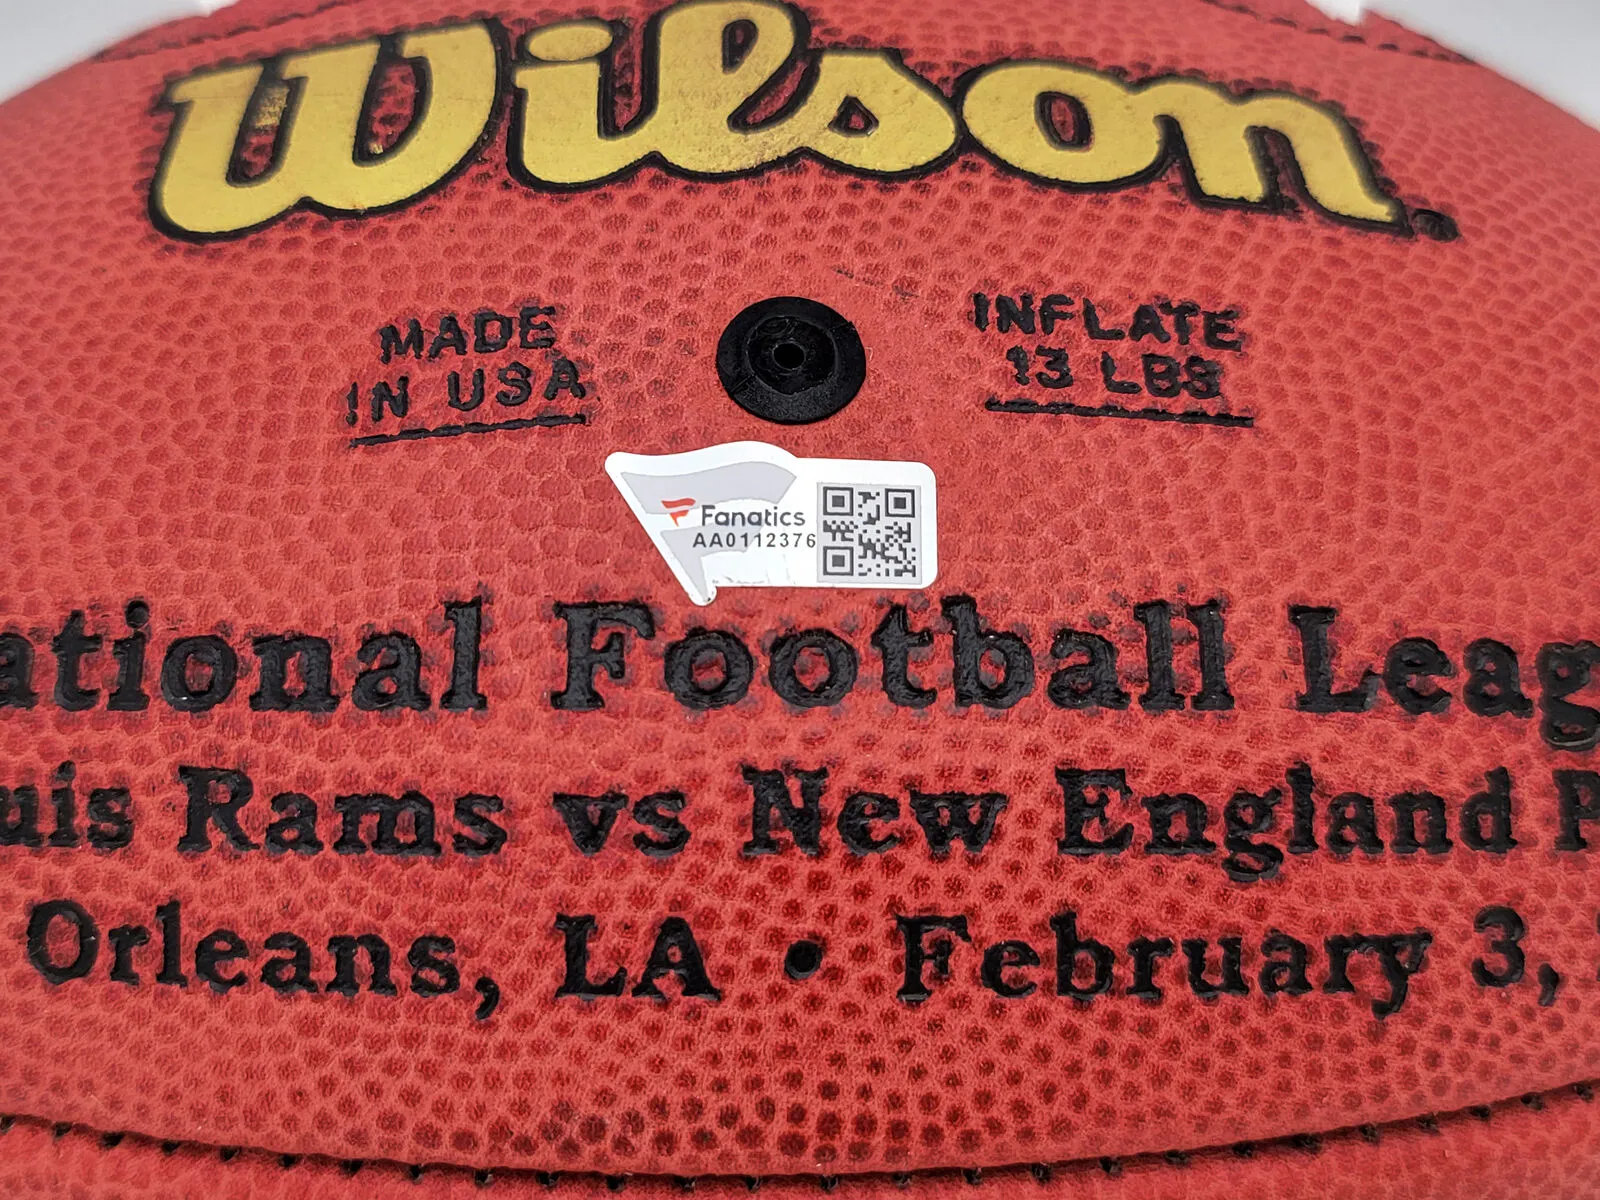 Wilson
MADE
IN USA
INFLATE
13 LBS
Fanatics
AA0112376
ational Football Leag
uis Rams vs New England P
Orleans, LA • February 3,